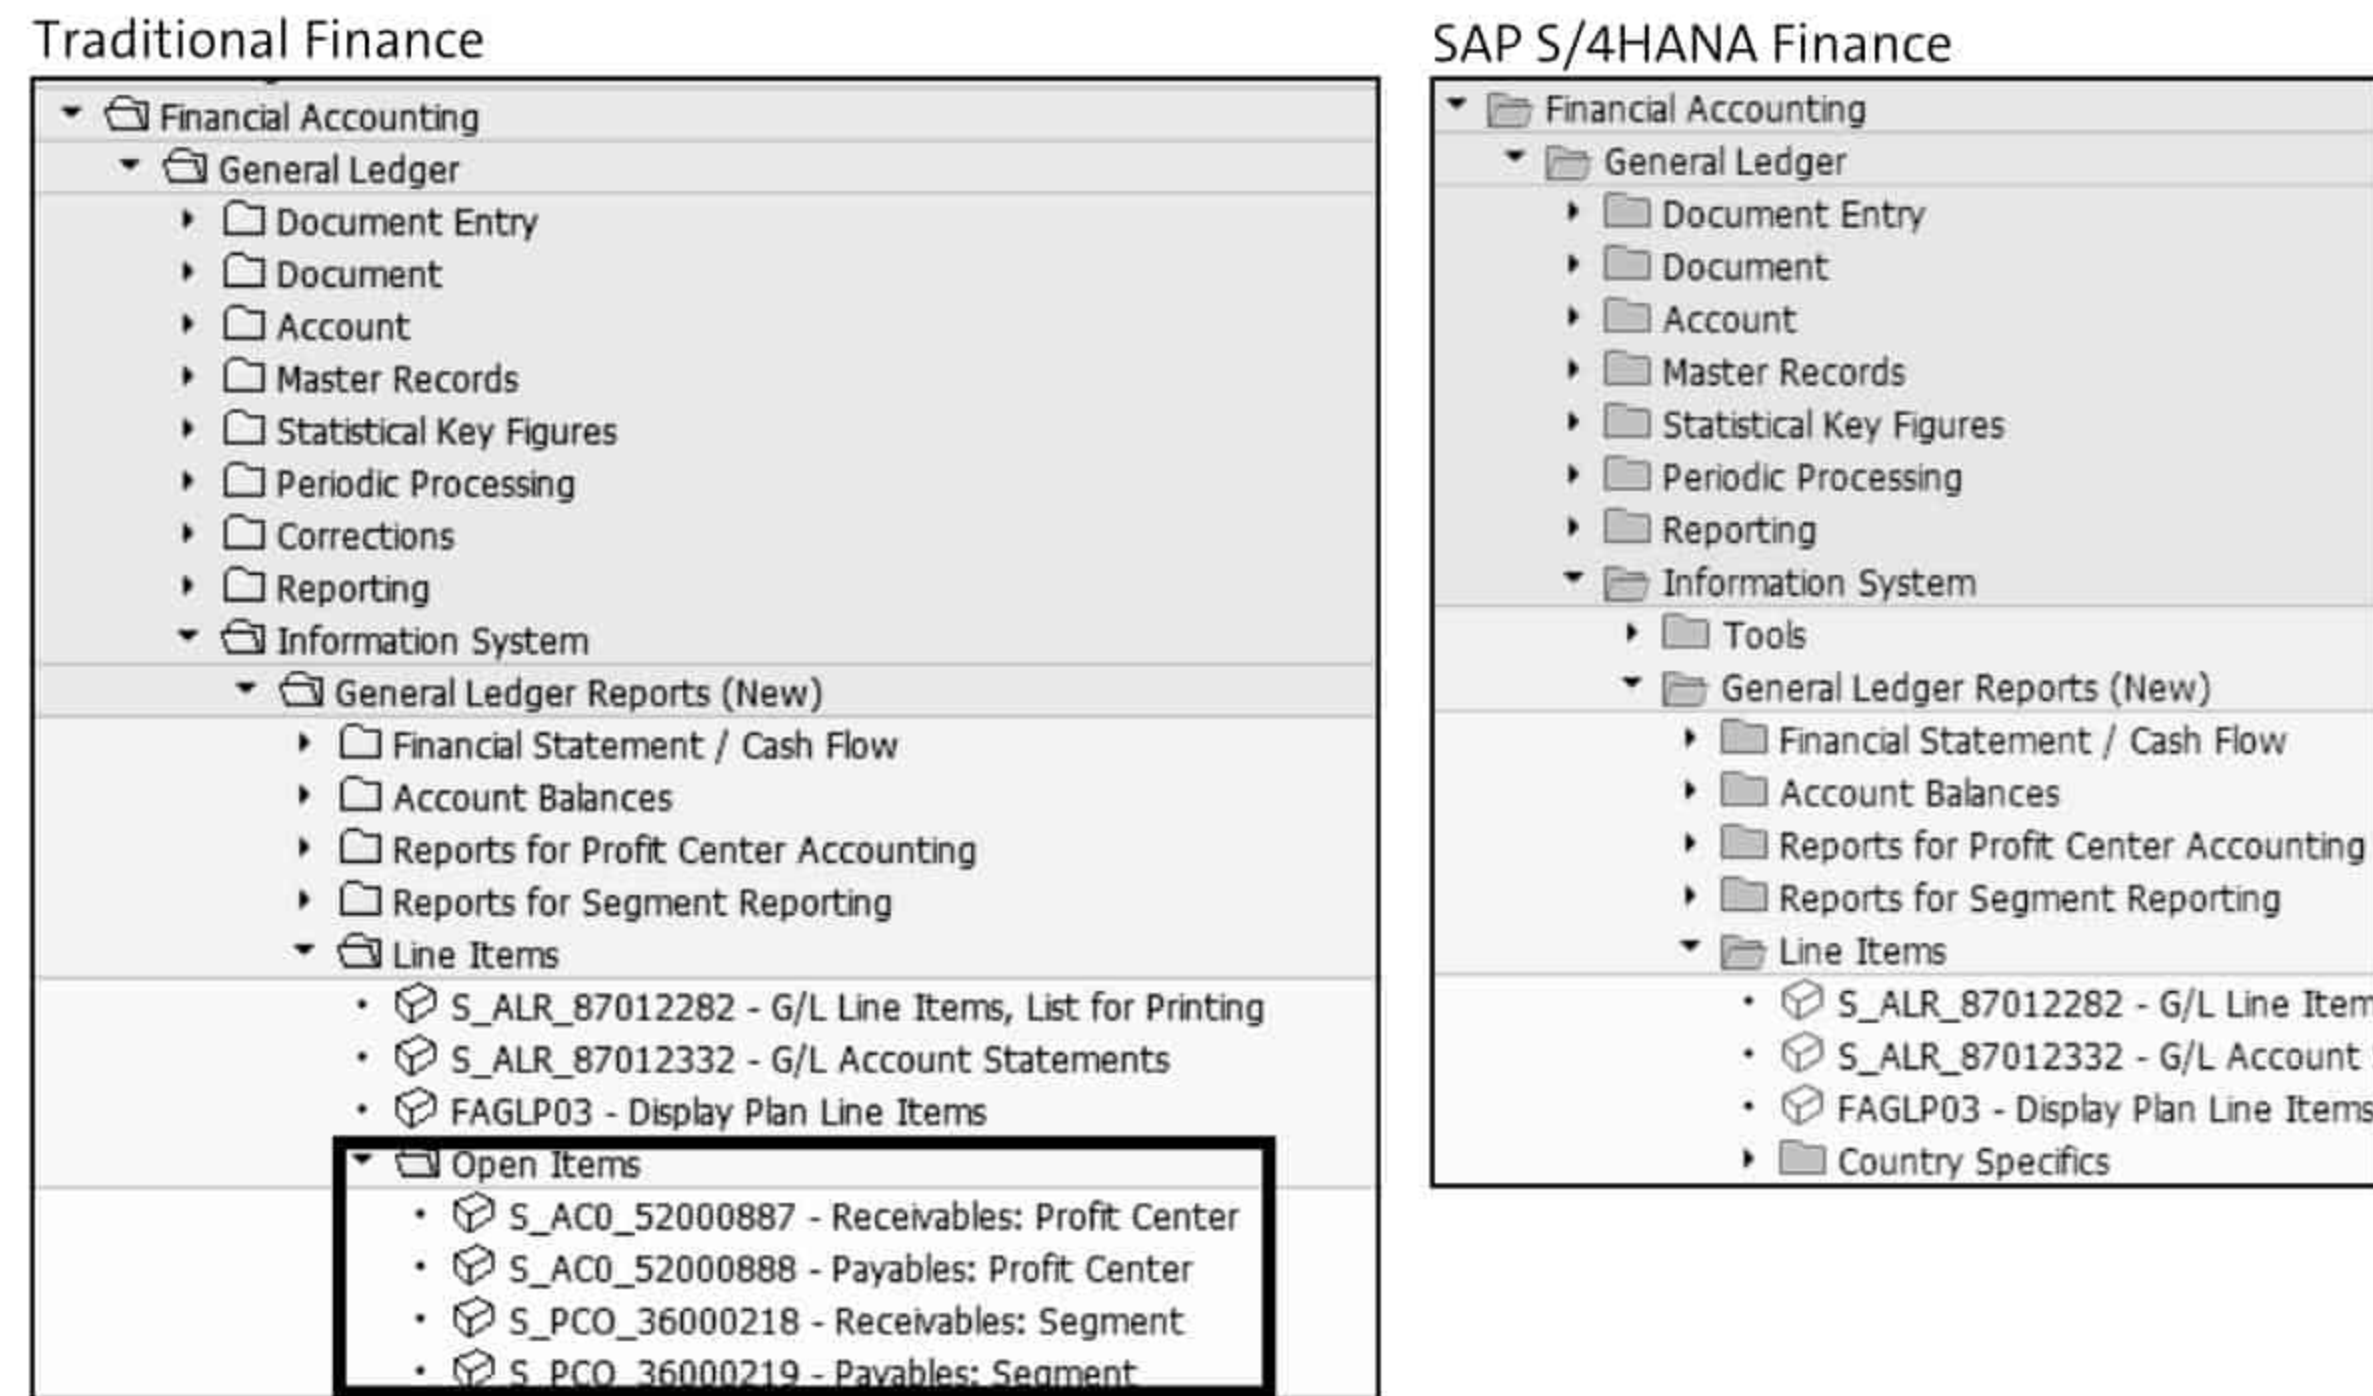 Traditional Finance
Financial Accounting
General Ledger
Document Entry
Document
Account
Master Records
Statistical Key Figures
Periodic Processing
Corrections
Reporting
Information System
General Ledger Reports (New)
Financial Statement / Cash Flow
Account Balances
Reports for Profit Center Accounting
Reports for Segment Reporting
Line Items
S_ALR_87012282 - G/L Line Items, List for Printing
S_ALR_87012332 - G/L Account Statements
FAGLP03 - Display Plan Line Items
Open Items
S_AC0_52000887 - Receivables: Profit Center
S_AC0_52000888 - Payables: Profit Center
S_PCO_36000218 - Receivables: Segment
S_PCO_36000219 - Payables: Segment
SAP S/4HANA Finance
Financial Accounting
General Ledger
Document Entry
Document
Account
Master Records
Statistical Key Figures
Periodic Processing
Reporting
Information System
Tools
General Ledger Reports (New)
Financial Statement / Cash Flow
Account Balances
Reports for Profit Center Accounting
Reports for Segment Reporting
Line Items
S_ALR_87012282 - G/L Line Item
S_ALR_87012332 - G/L Account
FAGLP03 - Display Plan Line Items
Country Specifics